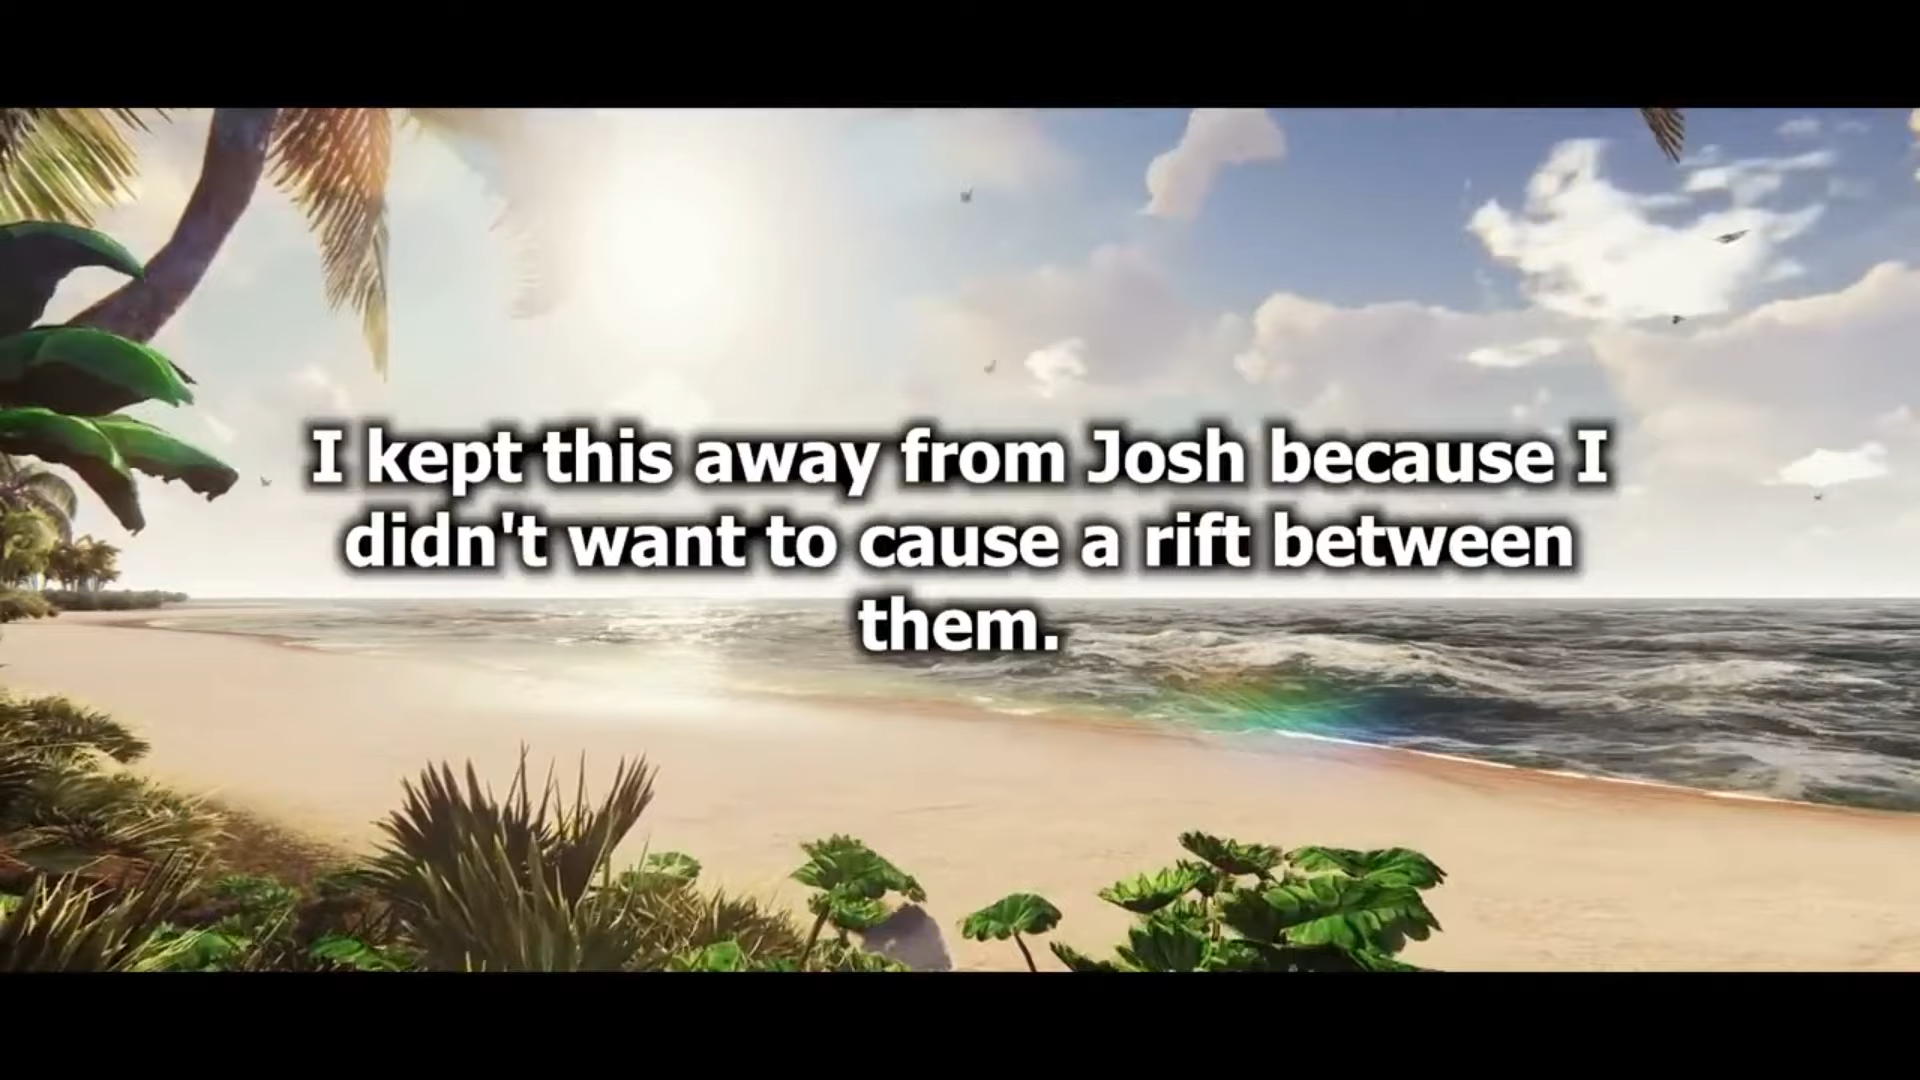 I kept this away from Josh because I
didn't want to cause a rift between
them.